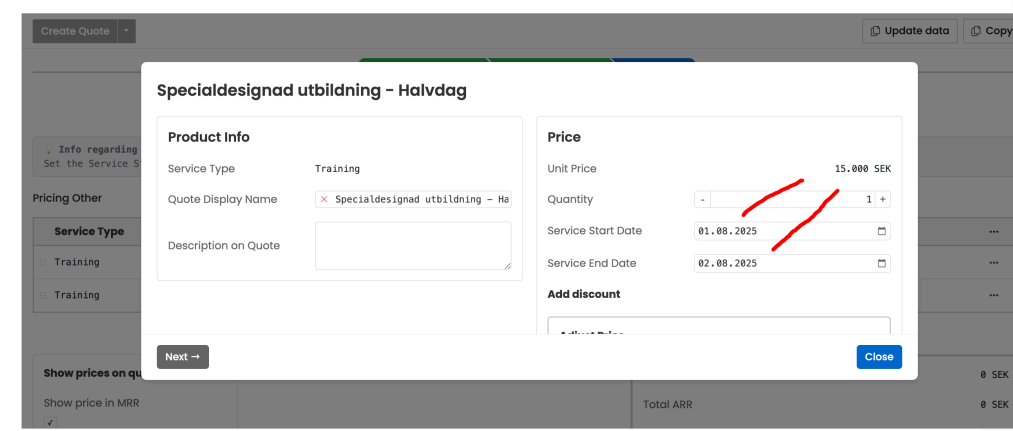 Create Quote
Update data
Copy
Specialdesignad utbildning - Halvdag
Product Info
Service Type Training
Quote Display Name × Specialdesignad utbildning - Ha
Description on Quote
Price
Unit Price 15.000 SEK
Quantity - 1 +
Service Start Date 01.08.2025
Service End Date 02.08.2025
Add discount
Next →
Close
Info regarding
Set the Service S
Pricing Other
Service Type
Training
Training
Show prices on qu
Show price in MRR
0 SEK
Total ARR 0 SEK